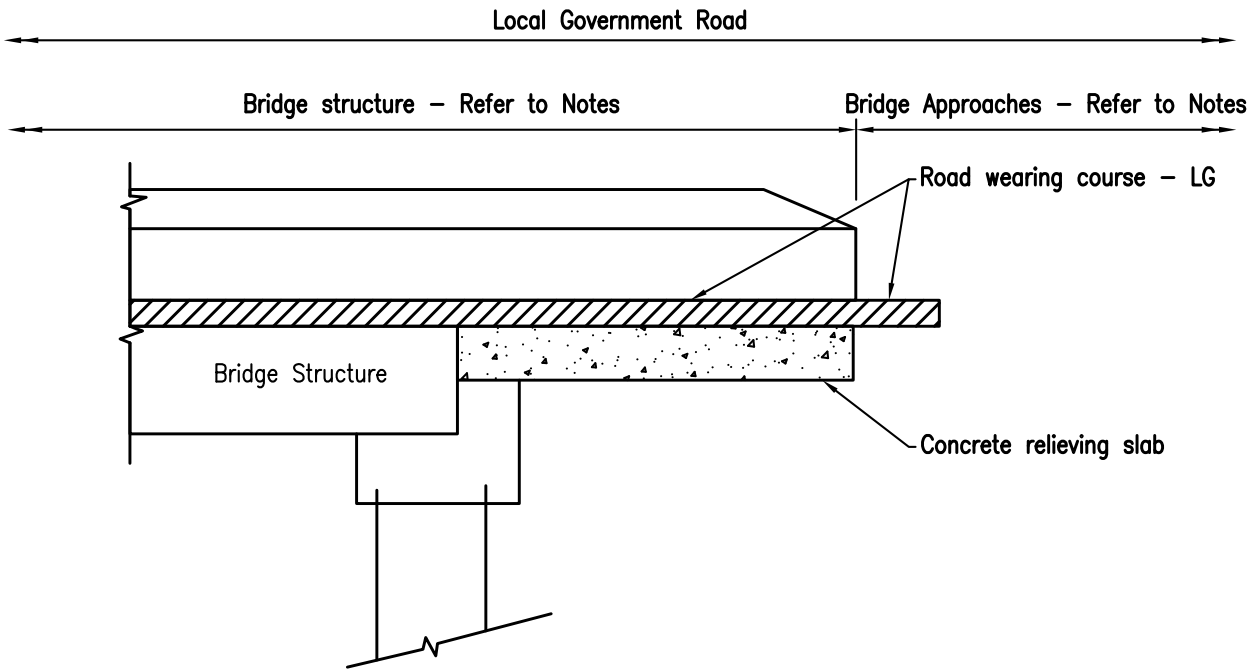 Local Government Road
Bridge structure – Refer to Notes
Bridge Approaches – Refer to Notes
Road wearing course – LG
Bridge Structure
Concrete relieving slab